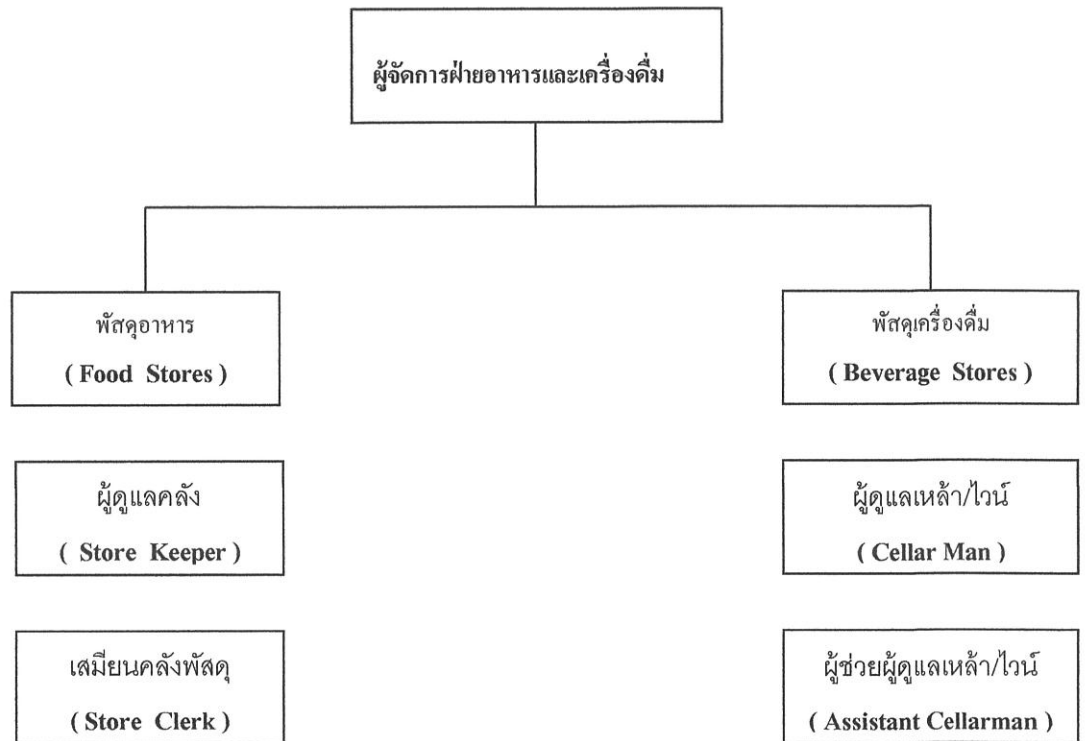 ผู้จัดการฝ่ายอาหารและเครื่องดื่ม
พัสดุอาหาร
( Food Stores )
พัสดุเครื่องดื่ม
( Beverage Stores )
ผู้ดูแลคลัง
( Store Keeper )
ผู้ดูแลเหล้า/ไวน์
( Cellar Man )
เสมียนคลังพัสดุ
( Store Clerk )
ผู้ช่วยผู้ดูแลเหล้า/ไวน์
( Assistant Cellarman )